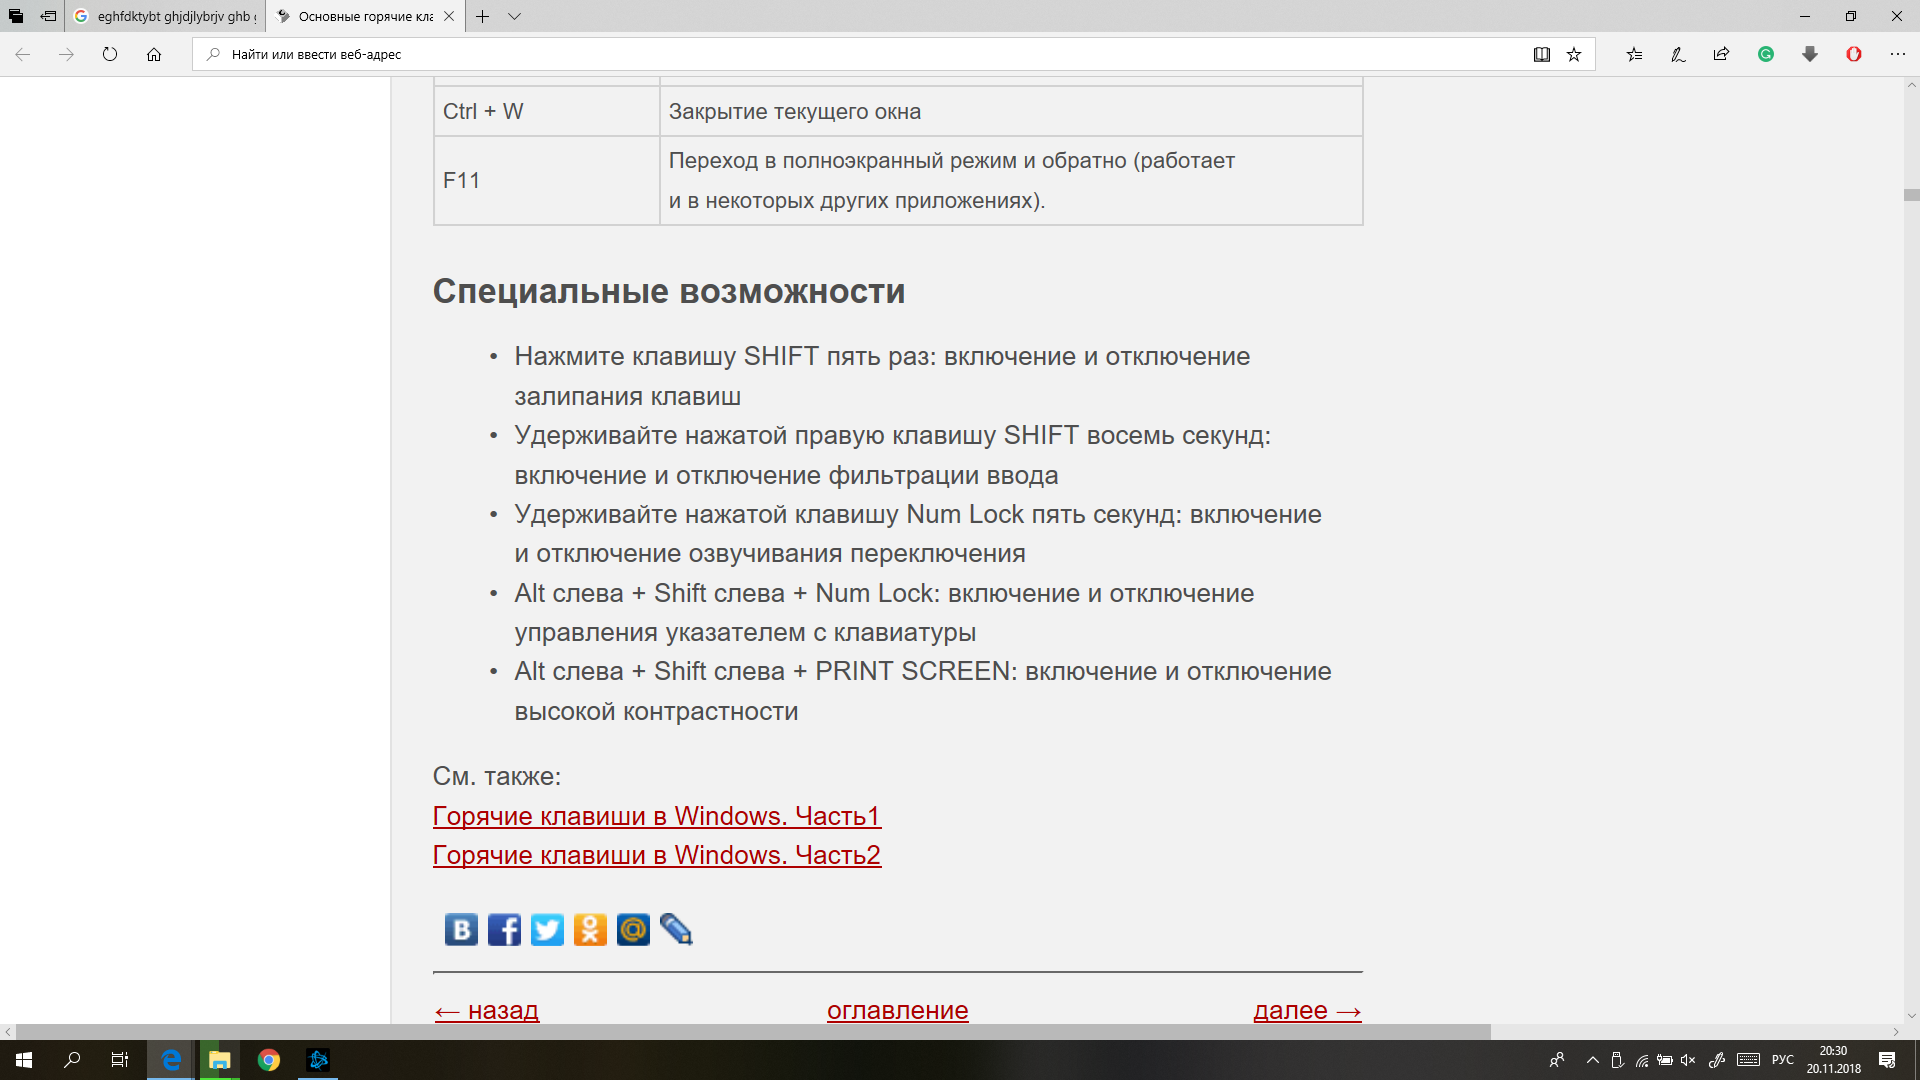 eghfdktybt ghjdjlybrjv ghb g
Основные горячие кла
Найти или ввести веб-адрес
Ctrl + W
Закрытие текущего окна
F11
Переход в полноэкранный режим и обратно (работает
и в некоторых других приложениях).
Специальные возможности
• Нажмите клавишу SHIFT пять раз: включение и отключение
залипания клавиш
• Удерживайте нажатой правую клавишу SHIFT восемь секунд:
включение и отключение фильтрации ввода
• Удерживайте нажатой клавишу Num Lock пять секунд: включение
и отключение озвучивания переключения
• Alt слева + Shift слева + Num Lock: включение и отключение
управления указателем с клавиатуры
• Alt слева + Shift слева + PRINT SCREEN: включение и отключение
высокой контрастности
См. также:
Горячие клавиши в Windows. Часть1
Горячие клавиши в Windows. Часть2
← назад
оглавление
далее →
РУС
20:30
20.11.2018